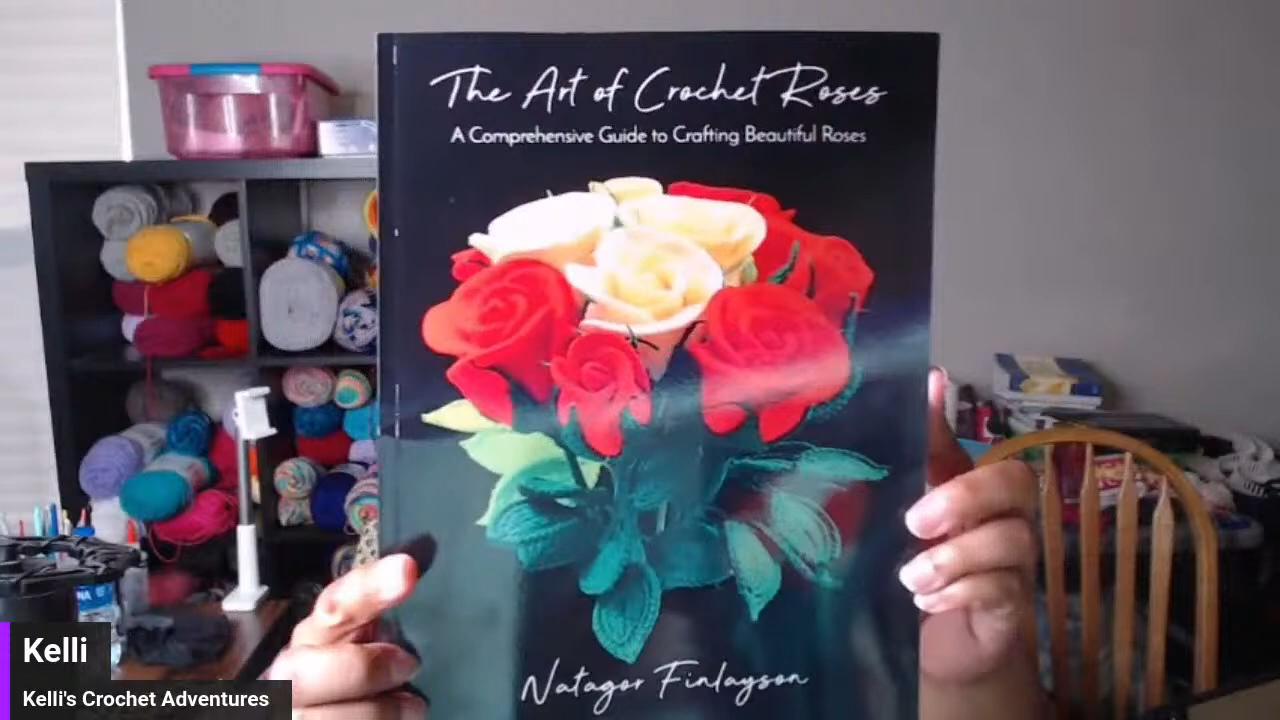 The Art of Crochet Roses
A Comprehensive Guide to Crafting Beautiful Roses
Natagor Finlayson
Kelli
Kelli's Crochet Adventures